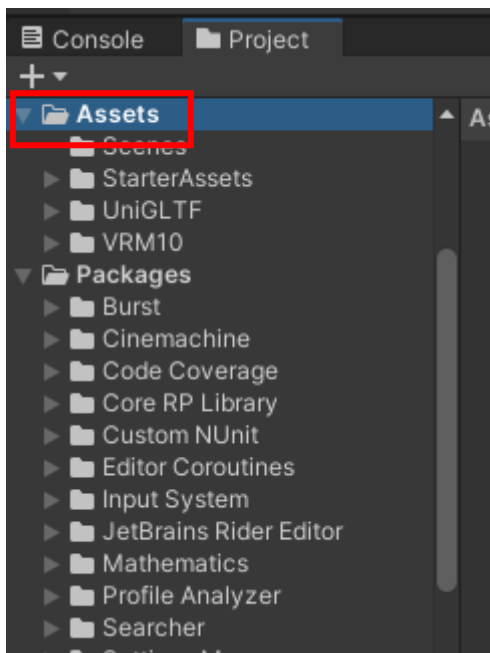 Console Project
Assets
As
Scenes
StarterAssets
UniGLTF
VRM10
Packages
Burst
Cinemachine
Code Coverage
Core RP Library
Custom NUnit
Editor Coroutines
Input System
JetBrains Rider Editor
Mathematics
Profile Analyzer
Searcher